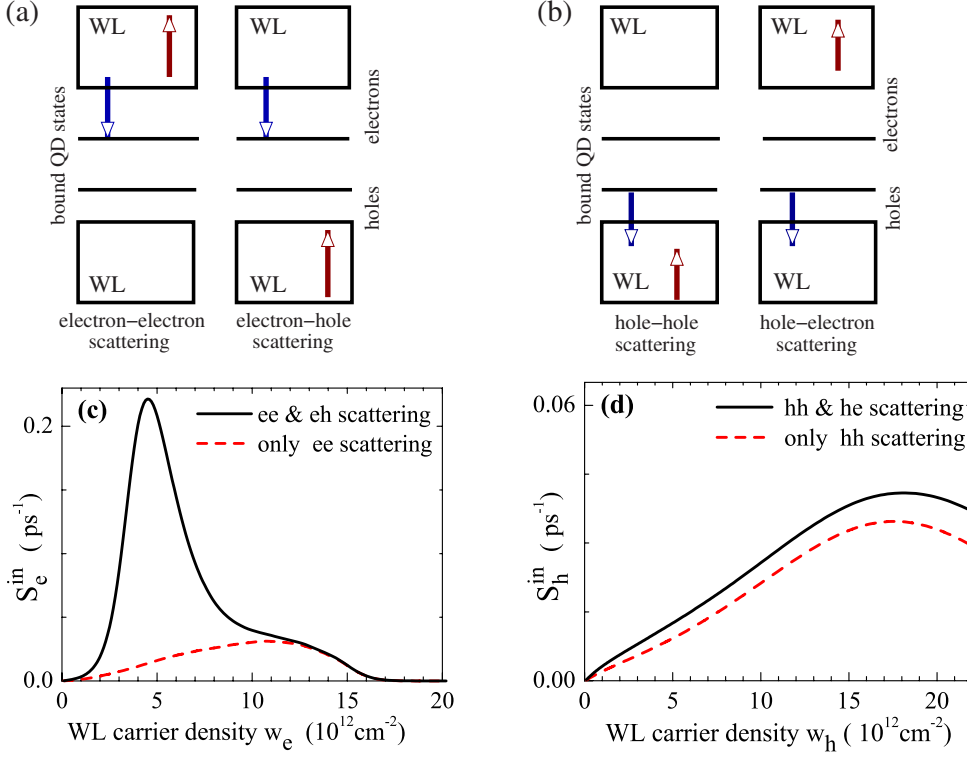 (a)
WL
WL
bound QD states
electrons
holes
WL
WL
electron−electron
scattering
electron−hole
scattering
(b)
WL
WL
bound QD states
electrons
holes
WL
WL
hole−hole
scattering
hole−electron
scattering
(c)
ee & eh scattering
only ee scattering
0.2
0.0
S_e^in ( ps^-1)
0 5 10 15 20
WL carrier density w_e (10^12cm^-2)
(d)
hh & he scattering
only hh scattering
0.06
0.00
S_h^in ( ps^-1)
0 5 10 15 20
WL carrier density w_h ( 10^12cm^-2)